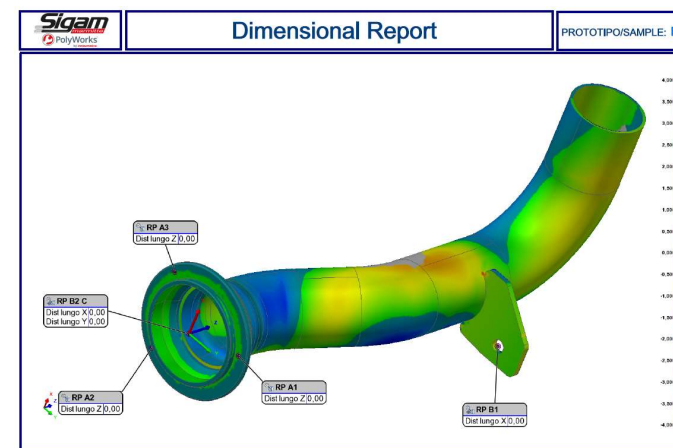 Sigam
marmitte
PolyWorks
Dimensional Report
PROTOTIPO/SAMPLE:
RP A3
Dist lungo Z 0,00
RP B2 C
Dist lungo X 0,00
Dist lungo Y 0,00
RP A2
Dist lungo Z 0,00
RP A1
Dist lungo Z 0,00
RP B1
Dist lungo X 0,00
z
x
z
Y